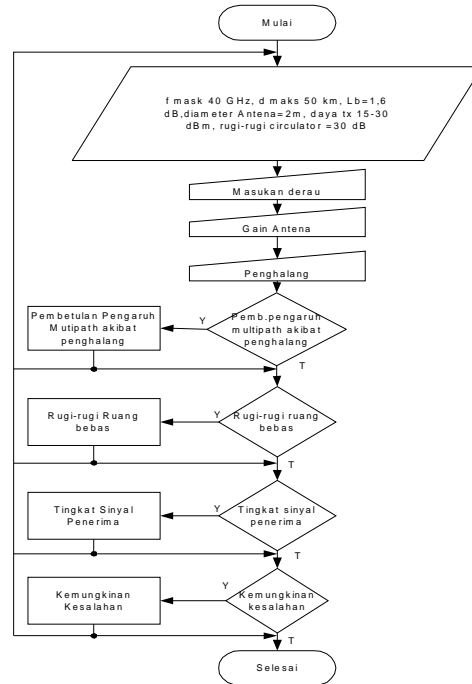 Mulai
f mask 40 GHz, d maks 50 km, Lb=1,6
dB,diameter Antena=2m, daya tx 15-30
dBm, rugi-rugi circulator =30 dB
Masukan derau
Gain Antena
Penghalang
Pembetulan Pengaruh
Mutipath akibat
penghalang
Y
Pemb.pengaruh
multipath akibat
penghalang
T
Rugi-rugi Ruang
bebas
Y
Rugi-rugi ruang
bebas
T
Tingkat Sinyal
Penerima
Y
Tingkat sinyal
penerima
T
Kemungkinan
Kesalahan
Y
Kemungkinan
kesalahan
T
Selesai